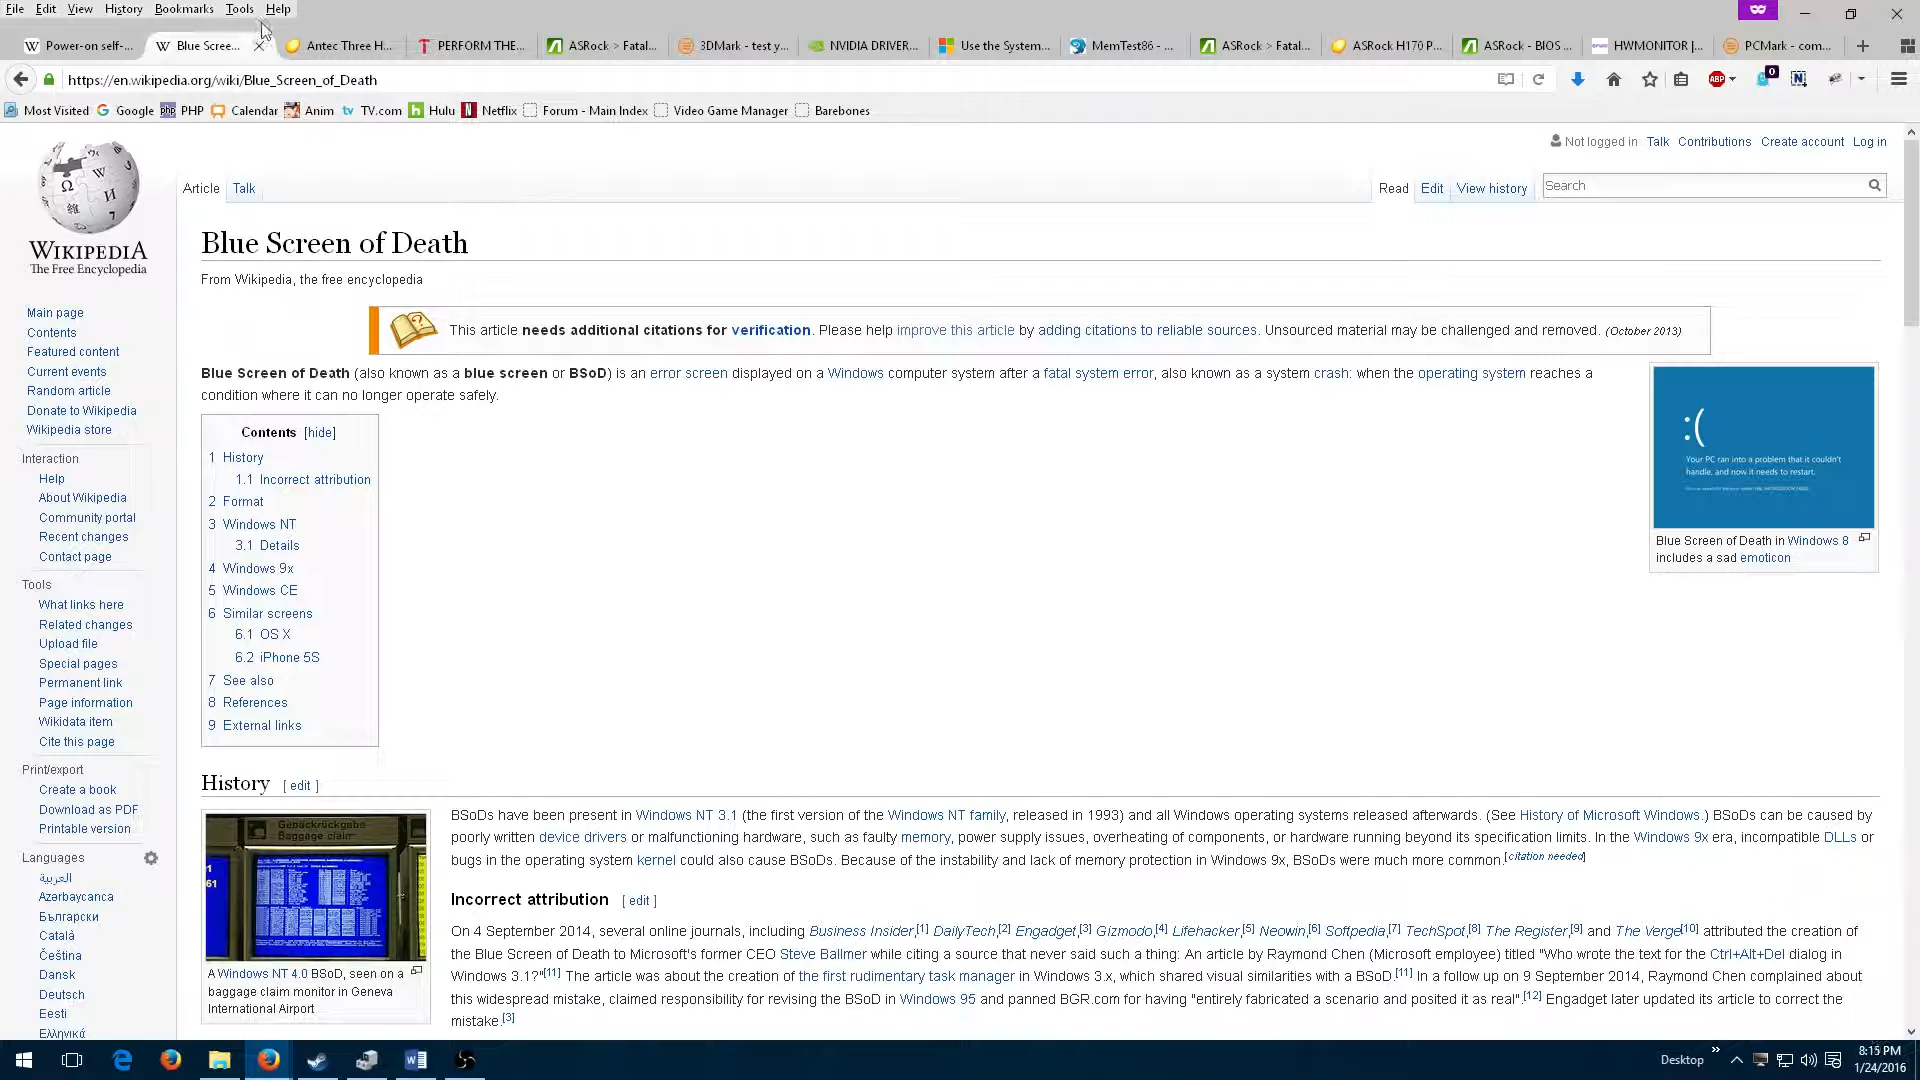 File Edit View History Bookmarks Tools Help
Power-on self-... Blue Scree... Antec Three H... PERFORM THE... ASRock > Fatal... 3DMark - test y... NVIDIA DRIVER... Use the System... MemTest86 - ... ASRock > Fatal... ASRock H170 P... ASRock - BIOS ... HWMONITOR |... PCMark - com...
https://en.wikipedia.org/wiki/Blue_Screen_of_Death
ABP 0
Most Visited Google PHP Calendar Anim TV.com Hulu Netflix Forum - Main Index Video Game Manager Barebones
Not logged in Talk Contributions Create account Log in
Article Talk Read Edit View history Search
WIKIPEDIA
The Free Encyclopedia
Main page
Contents
Featured content
Current events
Random article
Donate to Wikipedia
Wikipedia store
Interaction
Help
About Wikipedia
Community portal
Recent changes
Contact page
Tools
What links here
Related changes
Upload file
Special pages
Permanent link
Page information
Wikidata item
Cite this page
Print/export
Create a book
Download as PDF
Printable version
Languages
العربية
Azərbaycanca
Български
Català
Čeština
Dansk
Deutsch
Eesti
Ελληνικά
Blue Screen of Death
From Wikipedia, the free encyclopedia
This article needs additional citations for verification. Please help improve this article by adding citations to reliable sources. Unsourced material may be challenged and removed. (October 2013)
Blue Screen of Death (also known as a blue screen or BSoD) is an error screen displayed on a Windows computer system after a fatal system error, also known as a system crash: when the operating system reaches a
condition where it can no longer operate safely.
:(
Your PC ran into a problem that it couldn't
handle, and now it needs to restart.
Blue Screen of Death in Windows 8
includes a sad emoticon
Contents [hide]
1 History
1.1 Incorrect attribution
2 Format
3 Windows NT
3.1 Details
4 Windows 9x
5 Windows CE
6 Similar screens
6.1 OS X
6.2 iPhone 5S
7 See also
8 References
9 External links
History [ edit ]
Gepäckrückgabe
Baggage claim
61
A Windows NT 4.0 BSoD, seen on a
baggage claim monitor in Geneva
International Airport
BSoDs have been present in Windows NT 3.1 (the first version of the Windows NT family, released in 1993) and all Windows operating systems released afterwards. (See History of Microsoft Windows.) BSoDs can be caused by
poorly written device drivers or malfunctioning hardware, such as faulty memory, power supply issues, overheating of components, or hardware running beyond its specification limits. In the Windows 9x era, incompatible DLLs or
bugs in the operating system kernel could also cause BSoDs. Because of the instability and lack of memory protection in Windows 9x, BSoDs were much more common.[citation needed]
Incorrect attribution [ edit ]
On 4 September 2014, several online journals, including Business Insider,[1] DailyTech,[2] Engadget,[3] Gizmodo,[4] Lifehacker,[5] Neowin,[6] Softpedia,[7] TechSpot,[8] The Register,[9] and The Verge[10] attributed the creation of
the Blue Screen of Death to Microsoft's former CEO Steve Ballmer while citing a source that never said such a thing: An article by Raymond Chen (Microsoft employee) titled "Who wrote the text for the Ctrl+Alt+Del dialog in
Windows 3.1?"[11] The article was about the creation of the first rudimentary task manager in Windows 3.x, which shared visual similarities with a BSoD.[11] In a follow up on 9 September 2014, Raymond Chen complained about
this widespread mistake, claimed responsibility for revising the BSoD in Windows 95 and panned BGR.com for having "entirely fabricated a scenario and posited it as real".[12] Engadget later updated its article to correct the
mistake.[3]
Desktop
8:15 PM
1/24/2016